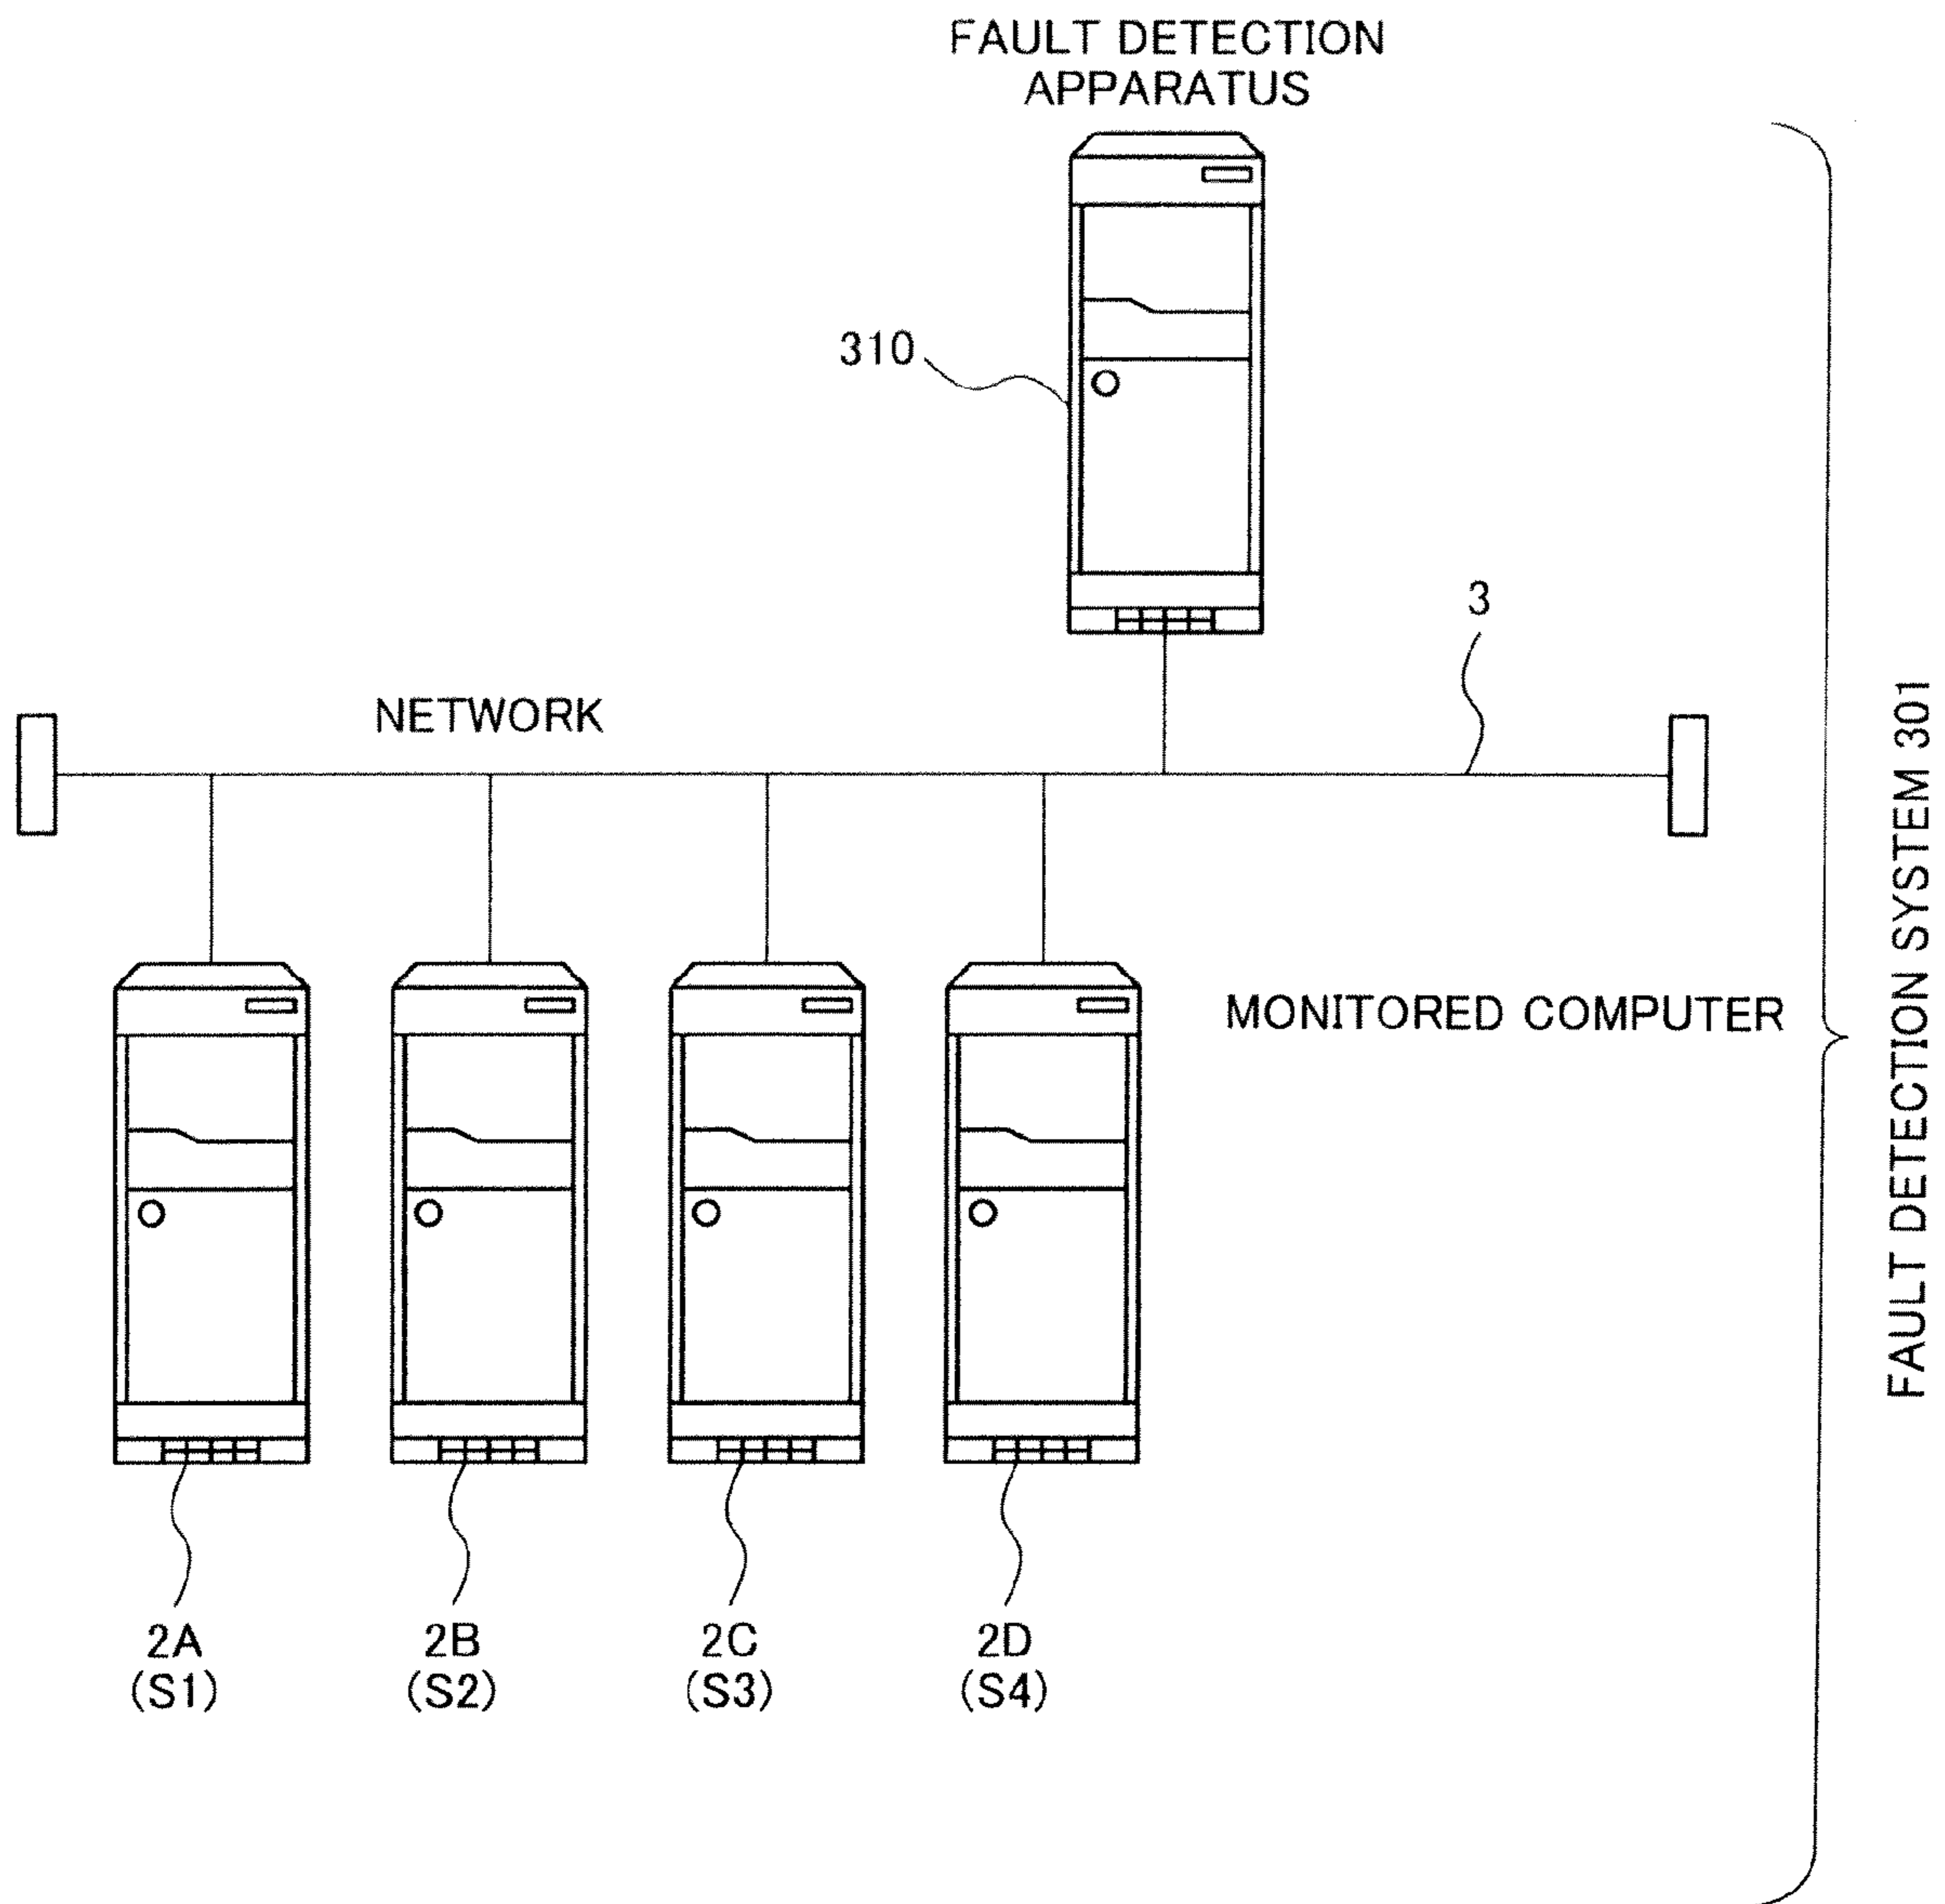 FAULT DETECTION
APPARATUS
310
3
NETWORK
MONITORED COMPUTER
2A
(S1)
2B
(S2)
2C
(S3)
2D
(S4)
FAULT DETECTION SYSTEM 301